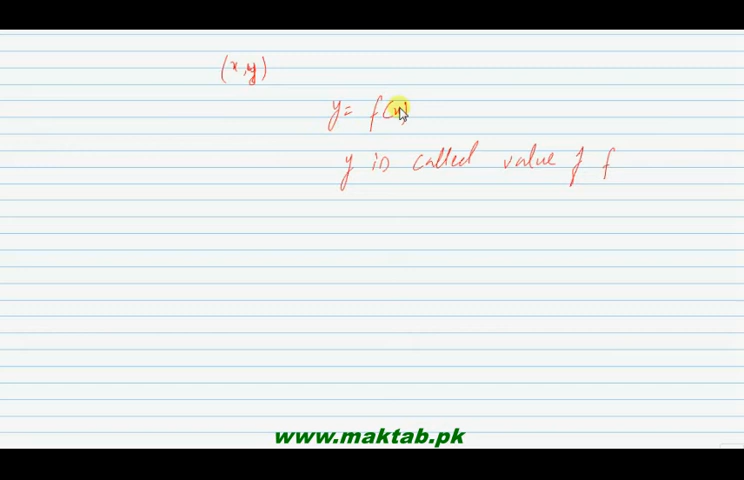 (x,y)
y= f(x)
y is called value of f
www.maktab.pk